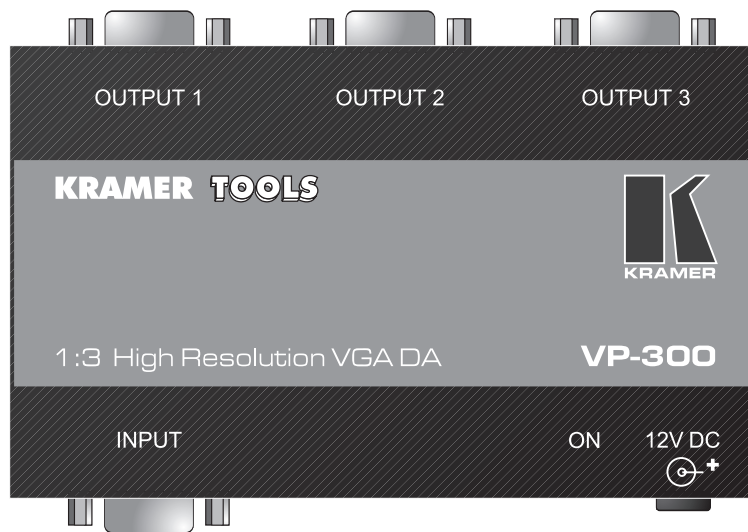 OUTPUT 1 OUTPUT 2 OUTPUT 3
KRAMER TOOLS
KRAMER
1:3 High Resolution VGA DA VP-300
INPUT ON 12V DC
+